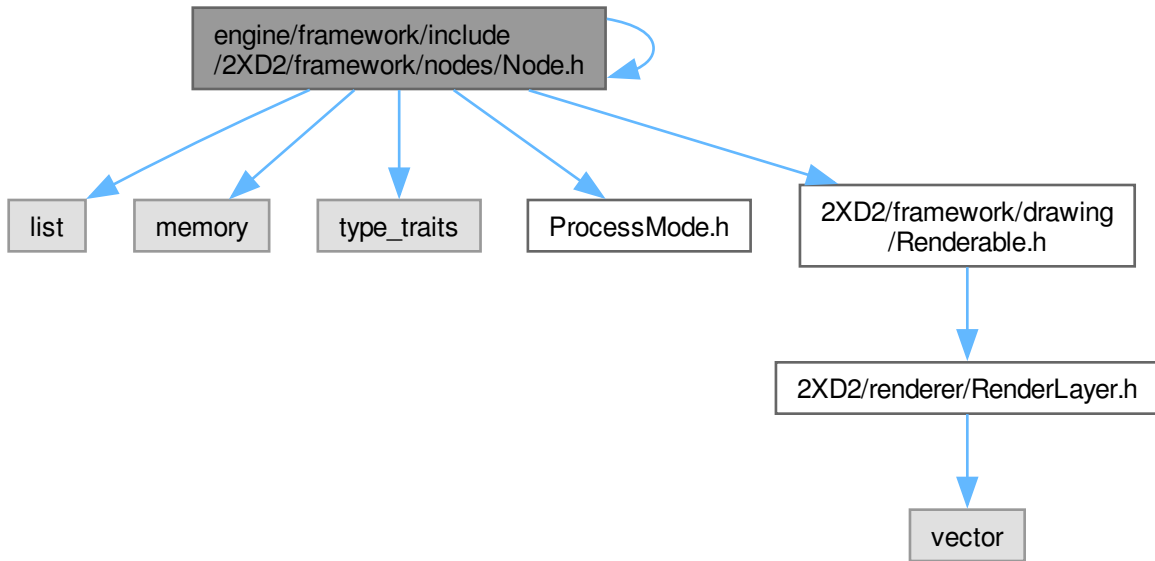 engine/framework/include
/2XD2/framework/nodes/Node.h
list
memory
type_traits
ProcessMode.h
2XD2/framework/drawing
/Renderable.h
2XD2/renderer/RenderLayer.h
vector